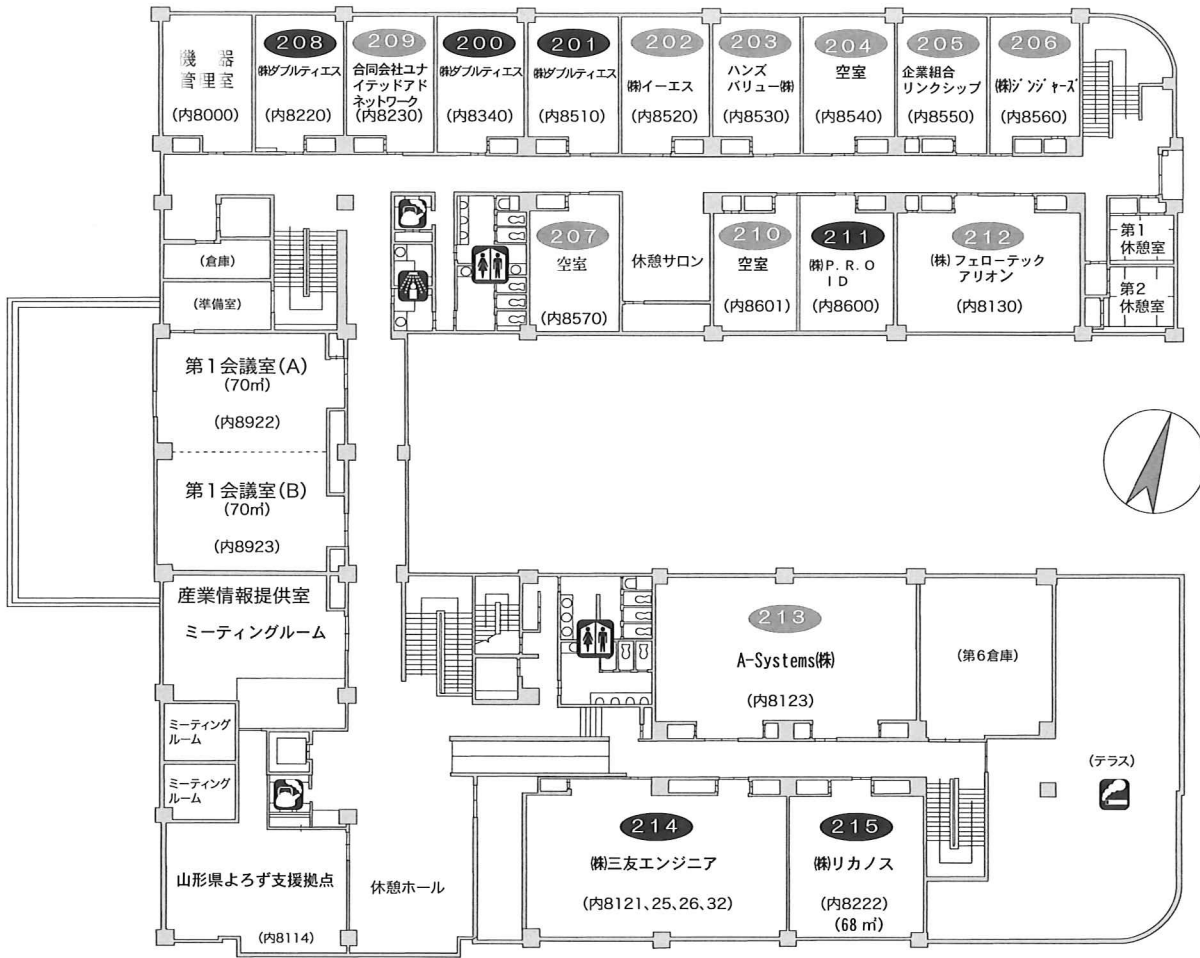 機 器
管理室
(内8000)
208
㈱ダブルティエス
(内8220)
209
合同会社ユナ
イテッドアド
ネットワーク
(内8230)
200
㈱ダブルティエス
(内8340)
201
㈱ダブルティエス
(内8510)
202
㈱イーエス
(内8520)
203
ハンズ
バリュー㈱
(内8530)
204
空室
(内8540)
205
企業組合
リンクシップ
(内8550)
206
㈱ジンジャーズ
(内8560)
207
空室
(内8570)
休憩サロン
210
空室
(内8601)
211
㈱P.R.O
ID
(内8600)
212
(株)フェローテック
アリオン
(内8130)
第1
休憩室
第2
休憩室
(倉庫)
(準備室)
第1会議室(A)
(70㎡)
(内8922)
第1会議室(B)
(70㎡)
(内8923)
産業情報提供室
ミーティングルーム
ミーティング
ルーム
ミーティング
ルーム
山形県よろず支援拠点
(内8114)
休憩ホール
213
A-Systems㈱
(内8123)
(第6倉庫)
(テラス)
214
㈱三友エンジニア
(内8121、25、26、32)
215
㈱リカノス
(内8222)
(68 ㎡)